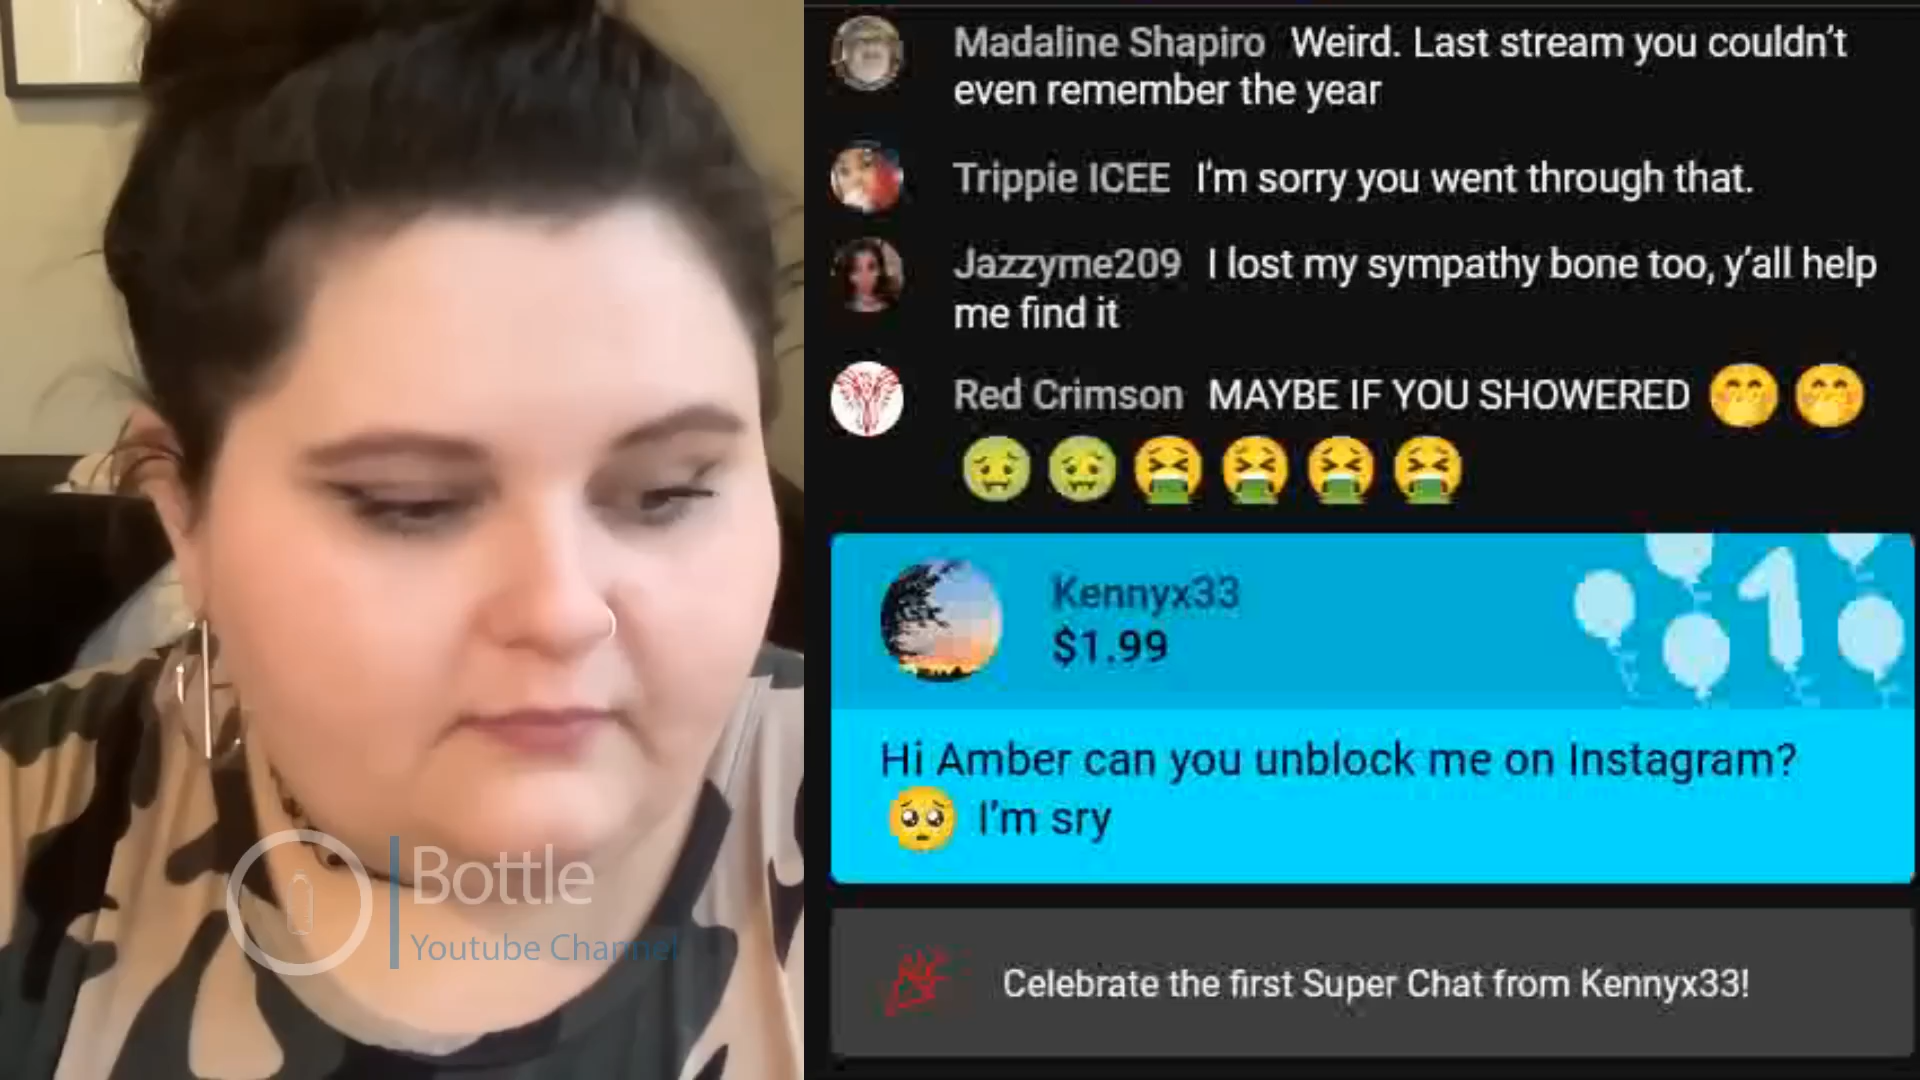 Madaline Shapiro Weird. Last stream you couldn't
even remember the year
Trippie ICEE I'm sorry you went through that.
Jazzyme209 I lost my sympathy bone too, y'all help
me find it
Red Crimson MAYBE IF YOU SHOWERED 🤭 🤭
🤢 🤢 🤮 🤮 🤮 🤮
Kennyx33
$1.99
1
Hi Amber can you unblock me on Instagram?
🥺 I'm sry
Celebrate the first Super Chat from Kennyx33!
Bottle
Youtube Channel